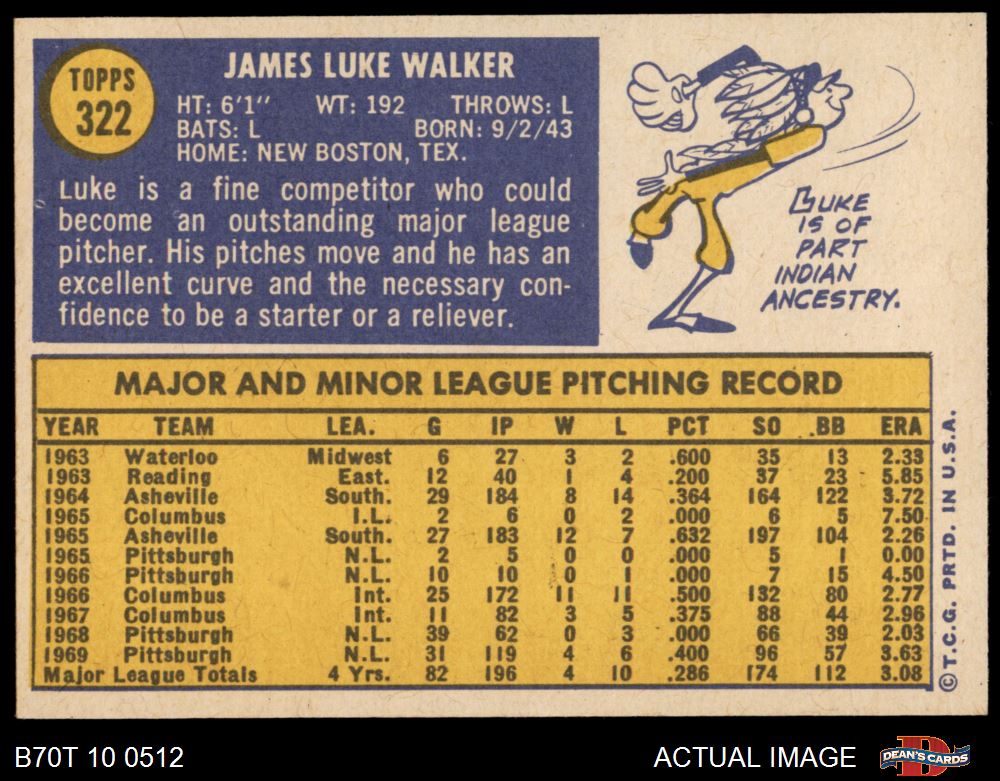 TOPPS
322
JAMES LUKE WALKER
HT: 6'1" WT: 192 THROWS: L
BATS: L BORN: 9/2/43
HOME: NEW BOSTON, TEX.
Luke is a fine competitor who could
become an outstanding major league
pitcher. His pitches move and he has an
excellent curve and the necessary con-
fidence to be a starter or a reliever.
LUKE
IS OF
PART
INDIAN
ANCESTRY.
MAJOR AND MINOR LEAGUE PITCHING RECORD
YEAR TEAM LEA. G IP W L PCT SO BB ERA
1963 Waterloo Midwest 6 27 3 2 .600 35 13 2.33
1963 Reading East. 12 40 1 4 .200 37 23 5.85
1964 Asheville South. 29 184 8 14 .364 164 122 3.72
1965 Columbus I.L. 2 6 0 2 .000 6 5 7.50
1965 Asheville South. 27 183 12 7 .632 197 104 2.26
1965 Pittsburgh N.L. 2 5 0 0 .000 5 1 0.00
1966 Pittsburgh N.L. 10 10 0 1 .000 7 15 4.50
1966 Columbus Int. 25 172 11 11 .500 132 80 2.77
1967 Columbus Int. 11 82 3 5 .375 88 44 2.96
1968 Pittsburgh N.L. 39 62 0 3 .000 66 39 2.03
1969 Pittsburgh N.L. 31 119 4 6 .400 96 57 3.63
Major League Totals 4 Yrs. 82 196 4 10 .286 174 112 3.08
© T.C.G. PRTD. IN U.S.A.
B70T 10 0512
ACTUAL IMAGE
DEAN'S CARDS